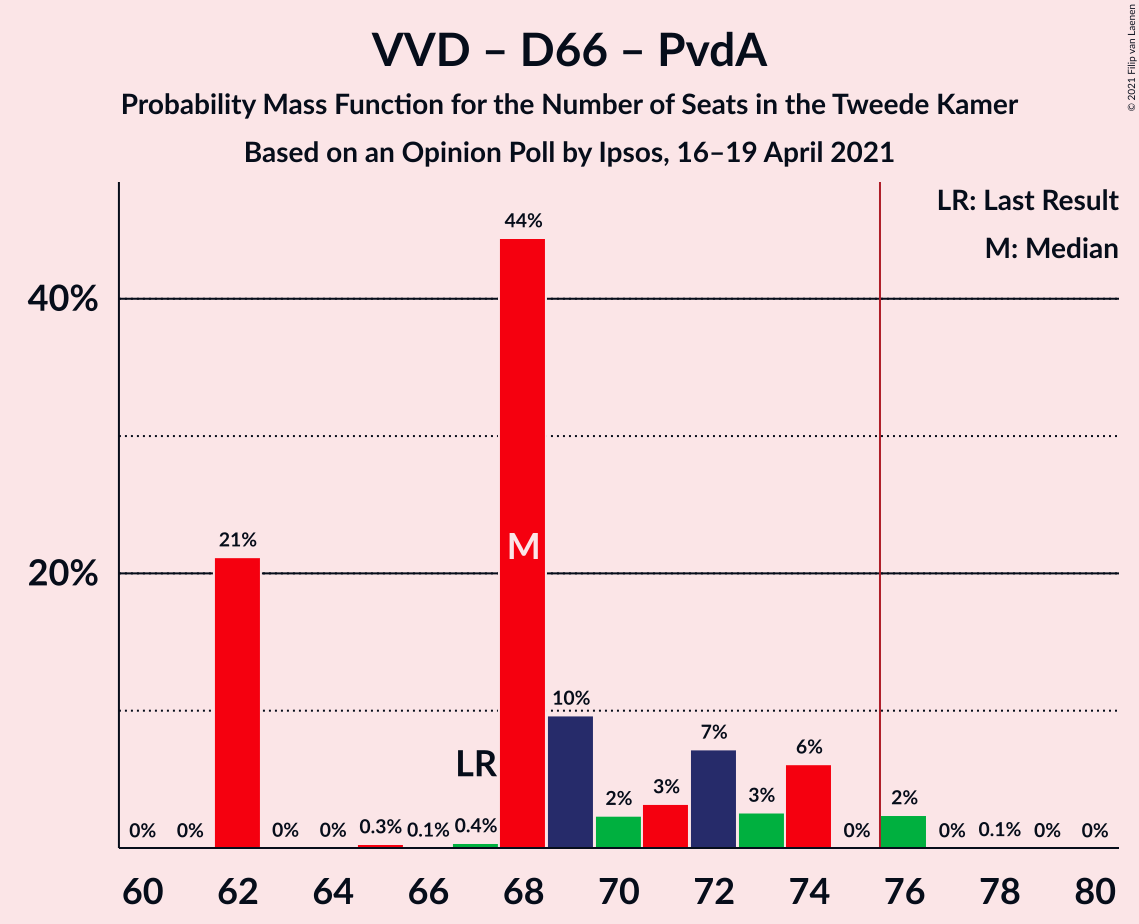 VVD – D66 – PvdA
Probability Mass Function for the Number of Seats in the Tweede Kamer
Based on an Opinion Poll by Ipsos, 16–19 April 2021
© 2021 Filip van Laenen
LR: Last Result
M: Median
40%
20%
0% 0% 21% 0% 0% 0.3% 0.1% 0.4% 44% 10% 2% 3% 7% 3% 6% 0% 2% 0% 0.1% 0% 0%
LR
M
60 62 64 66 68 70 72 74 76 78 80